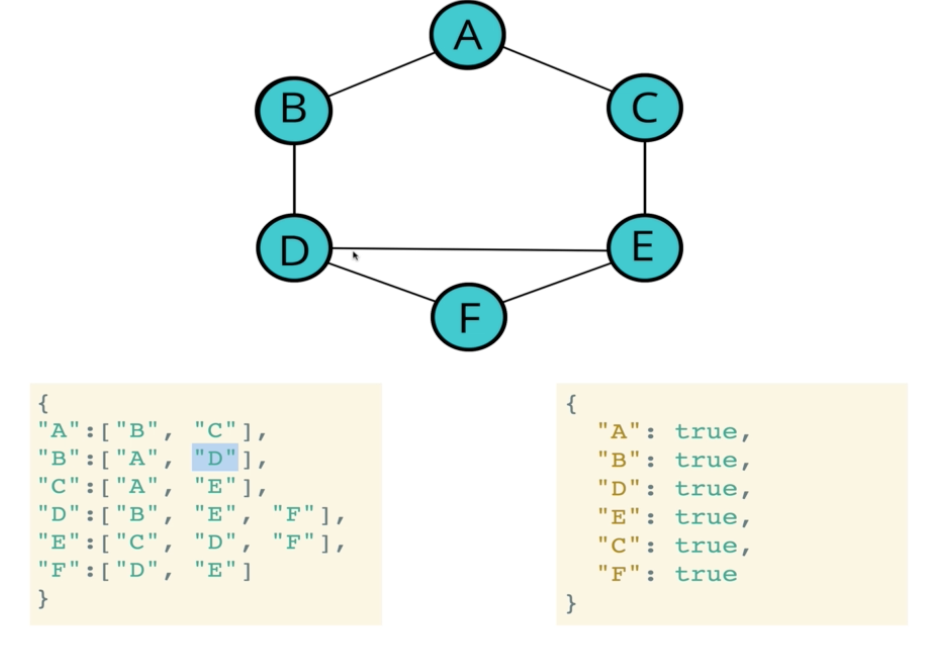 A
B
C
D
E
F
{
"A":["B", "C"],
"B":["A", "D"],
"C":["A", "E"],
"D":["B", "E", "F"],
"E":["C", "D", "F"],
"F":["D", "E"]
}
{
"A": true,
"B": true,
"D": true,
"E": true,
"C": true,
"F": true
}